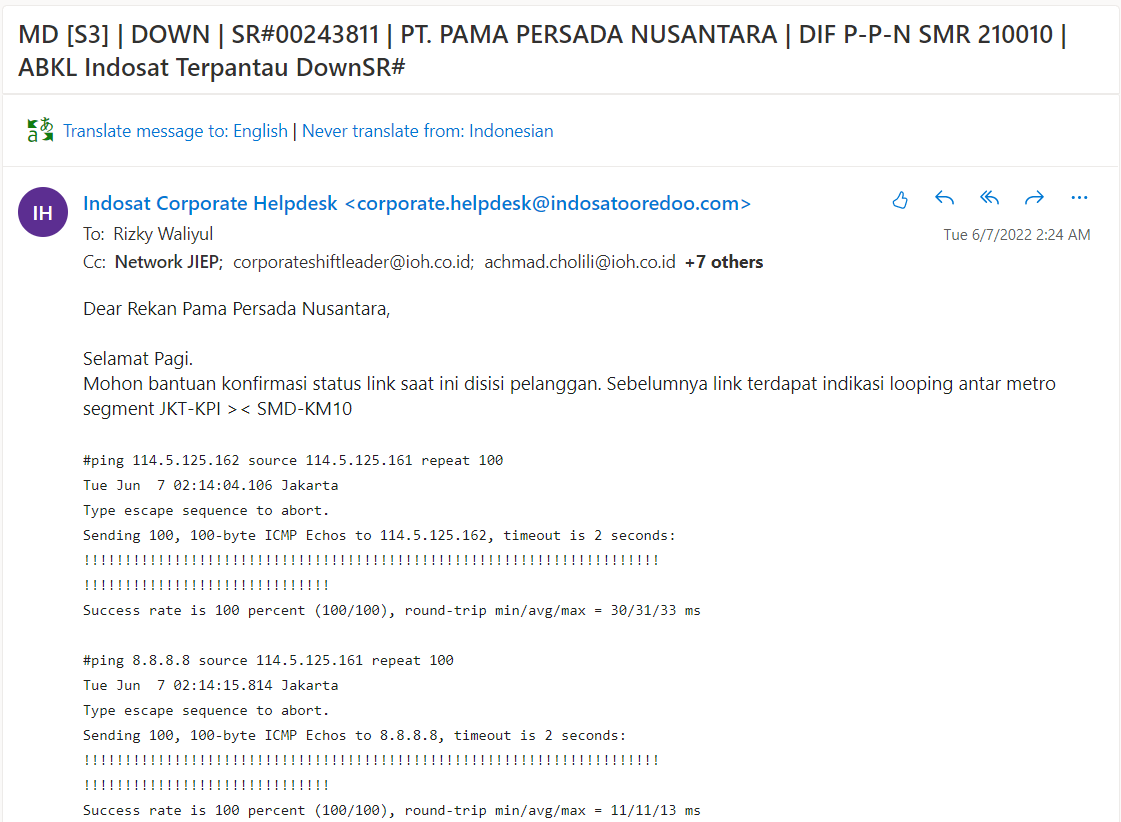 MD [S3] | DOWN | SR#00243811 | PT. PAMA PERSADA NUSANTARA | DIF P-P-N SMR 210010 |
ABKL Indosat Terpantau DownSR#
Translate message to: English | Never translate from: Indonesian
IH
Indosat Corporate Helpdesk <corporate.helpdesk@indosatooredoo.com>
To: Rizky Waliyul
Tue 6/7/2022 2:24 AM
Cc: Network JIEP; corporateshiftleader@ioh.co.id; achmad.cholili@ioh.co.id +7 others
Dear Rekan Pama Persada Nusantara,
Selamat Pagi.
Mohon bantuan konfirmasi status link saat ini disisi pelanggan. Sebelumnya link terdapat indikasi looping antar metro
segment JKT-KPI >< SMD-KM10
#ping 114.5.125.162 source 114.5.125.161 repeat 100
Tue Jun  7 02:14:04.106 Jakarta
Type escape sequence to abort.
Sending 100, 100-byte ICMP Echos to 114.5.125.162, timeout is 2 seconds:
!!!!!!!!!!!!!!!!!!!!!!!!!!!!!!!!!!!!!!!!!!!!!!!!!!!!!!!!!!!!!!!!!!!!!!
!!!!!!!!!!!!!!!!!!!!!!!!!!!!!!
Success rate is 100 percent (100/100), round-trip min/avg/max = 30/31/33 ms
#ping 8.8.8.8 source 114.5.125.161 repeat 100
Tue Jun  7 02:14:15.814 Jakarta
Type escape sequence to abort.
Sending 100, 100-byte ICMP Echos to 8.8.8.8, timeout is 2 seconds:
!!!!!!!!!!!!!!!!!!!!!!!!!!!!!!!!!!!!!!!!!!!!!!!!!!!!!!!!!!!!!!!!!!!!!!
!!!!!!!!!!!!!!!!!!!!!!!!!!!!!!
Success rate is 100 percent (100/100), round-trip min/avg/max = 11/11/13 ms